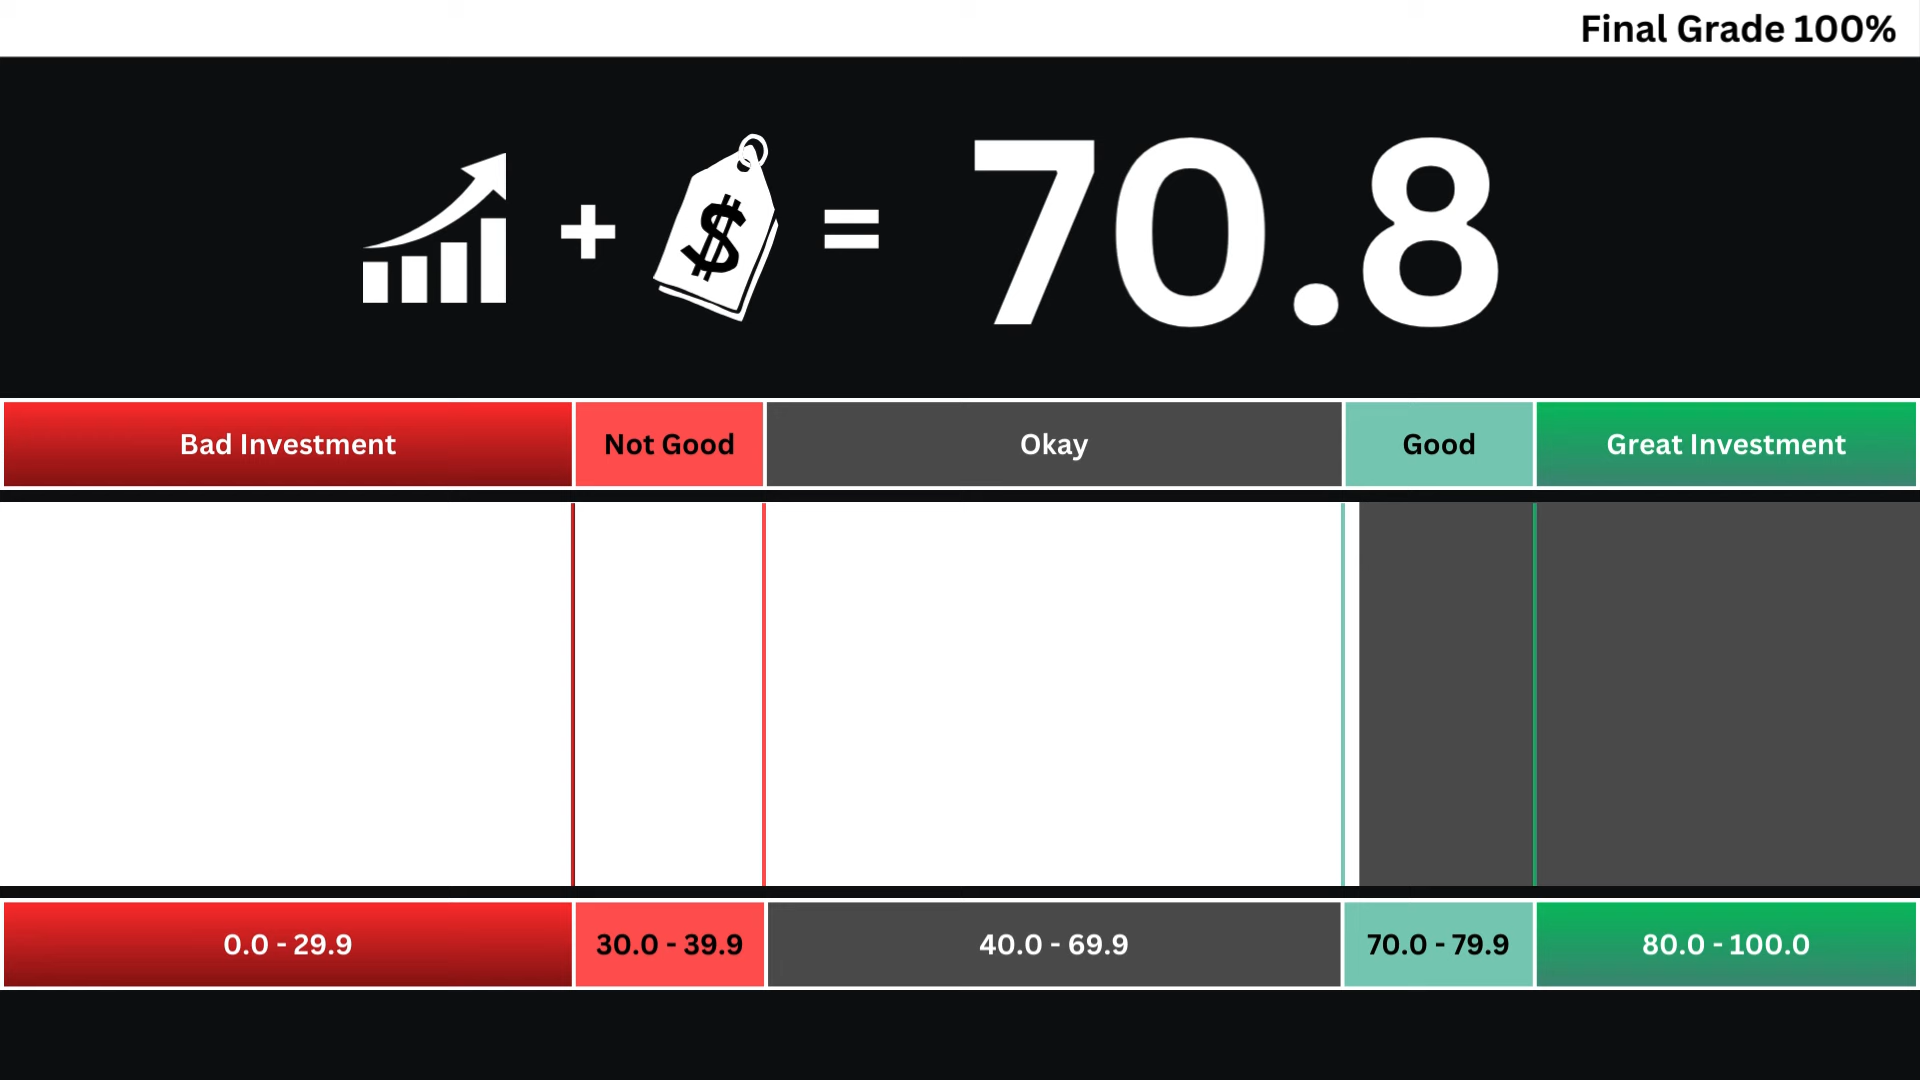 Final Grade 100%
+ $ = 70.8
Bad Investment
Not Good
Okay
Good
Great Investment
0.0 - 29.9
30.0 - 39.9
40.0 - 69.9
70.0 - 79.9
80.0 - 100.0